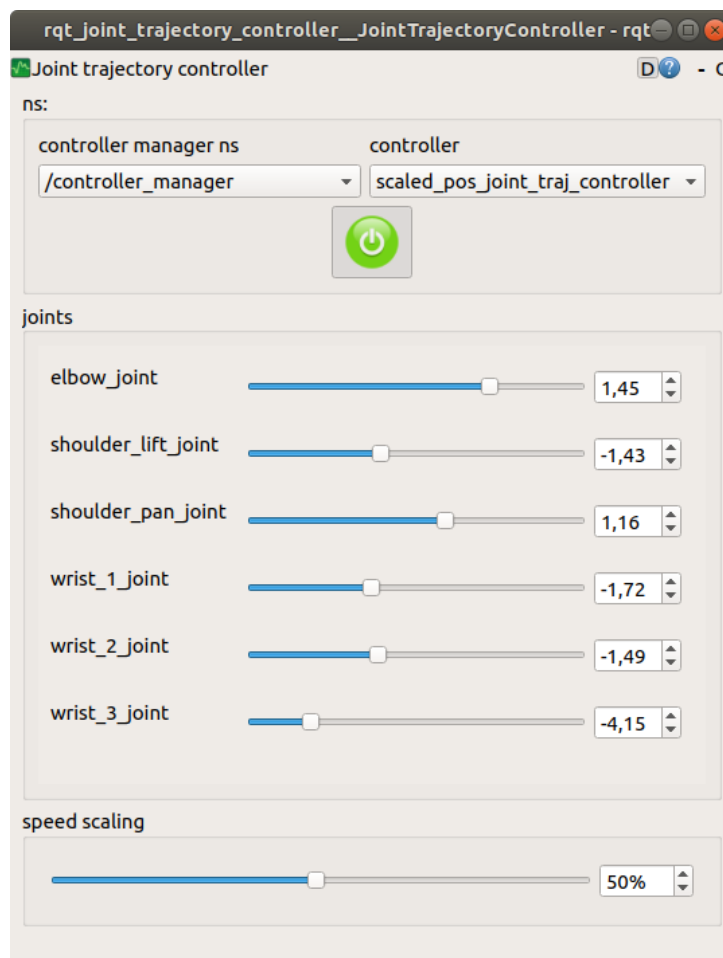 rqt_joint_trajectory_controller__JointTrajectoryController - rqt
Joint trajectory controller D ? - 
ns:
controller manager ns controller
/controller_manager scaled_pos_joint_traj_controller
joints
elbow_joint 1,45
shoulder_lift_joint -1,43
shoulder_pan_joint 1,16
wrist_1_joint -1,72
wrist_2_joint -1,49
wrist_3_joint -4,15
speed scaling
50%